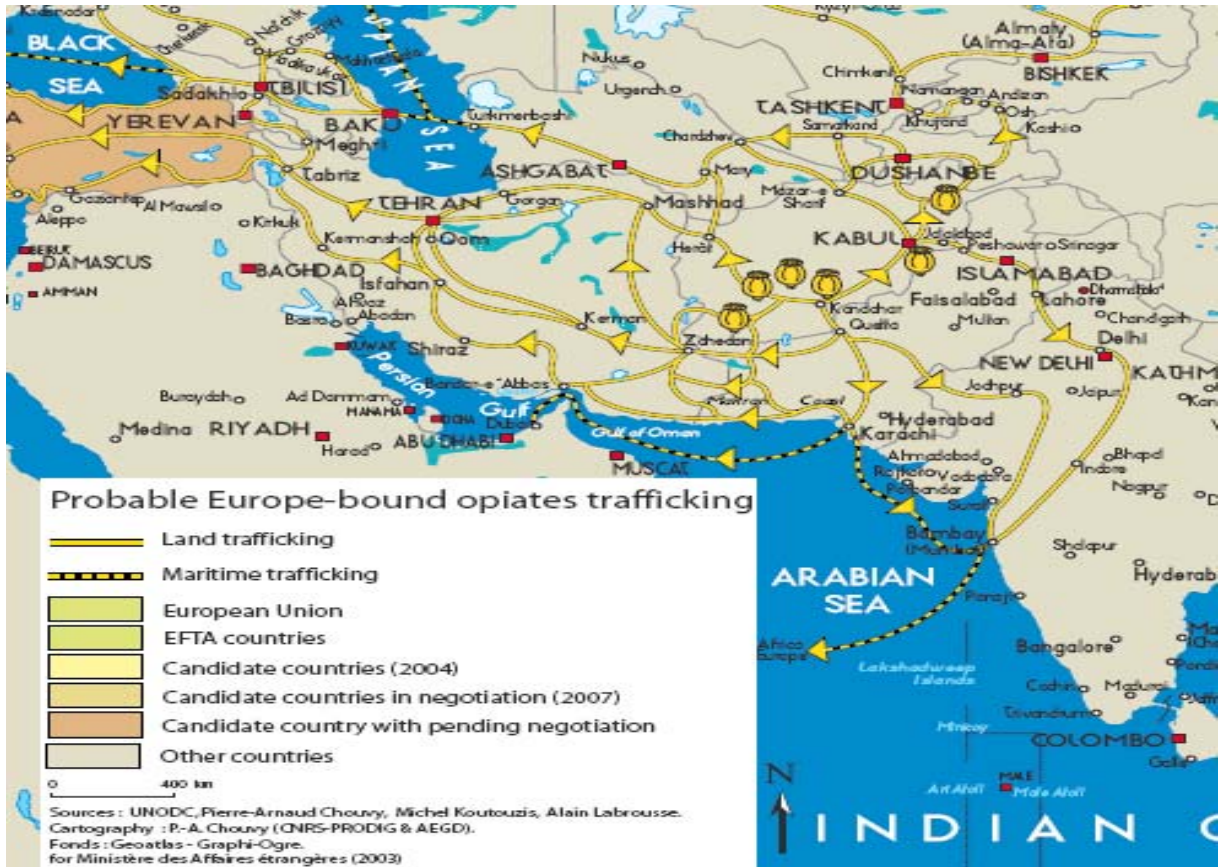 BLACK
SEA
Nal'chik
Grozny
Makhachkala
TBILISI
Sadakhlo
YEREVAN
BAKU
Meghri
Tabriz
SEA
Turkmenbashi
ASHGABAT
Nukus
Urgench
Chardzhev
Mary
Almaty
(Alma-Ata)
BISHKEK
Chimkent
TASHKENT
Namangan
Andizan
Osh
Khujand
Kashi
Samarkand
DUSHANBE
Mazar-e
Sharif
Gaziantep
Al Mawsil
Aleppo
Kirkuk
TEHRAN
Gorgan
Mashhad
Qom
Kermanshah
Herat
KABUL
Jalalabad
Peshawar
Srinagar
ISLAMABAD
DAMASCUS
AMMAN
BAGHDAD
Isfahan
Ahvaz
Abadan
Basra
Kerman
Kandahar
Quetta
Faisalabad
Lahore
Multan
Chandigarh
Delhi
NEW DELHI
Shiraz
Zahedan
Persian
Gulf
Bandar-e 'Abbas
Coast
Jodhpur
Jaipur
Buraydah
Ad Dammam
MANAMA
DOHA
Dubai
Medina
RIYADH
Harad
ABU DHABI
Gulf of Oman
MUSCAT
Karachi
Hyderabad
Ahmadabad
Rajkot
Vadodara
Porbandar
Surat
Indore
Bhopal
Nagpur
Bombay
(Mumbai)
Sholapur
Hyderab
Panaji
ARABIAN
SEA
Africa
Europe
Lakshadweep
Islands
Bangalore
Cochin
Madurai
Trivandrum
Minicoy
COLOMBO
Galle
MALE
Male Atoll
Ari Atoll
N
INDIAN
Probable Europe-bound opiates trafficking
Land trafficking
Maritime trafficking
European Union
EFTA countries
Candidate countries (2004)
Candidate countries in negotiation (2007)
Candidate country with pending negotiation
Other countries
0 400 km
Sources : UNODC, Pierre-Arnaud Chouvy, Michel Koutouzis, Alain Labrousse.
Cartography : P.-A. Chouvy (CNRS-PRODIG & AEGD).
Fonds : Geoatlas - Graphi-Ogre.
for Ministère des Affaires étrangères (2003)